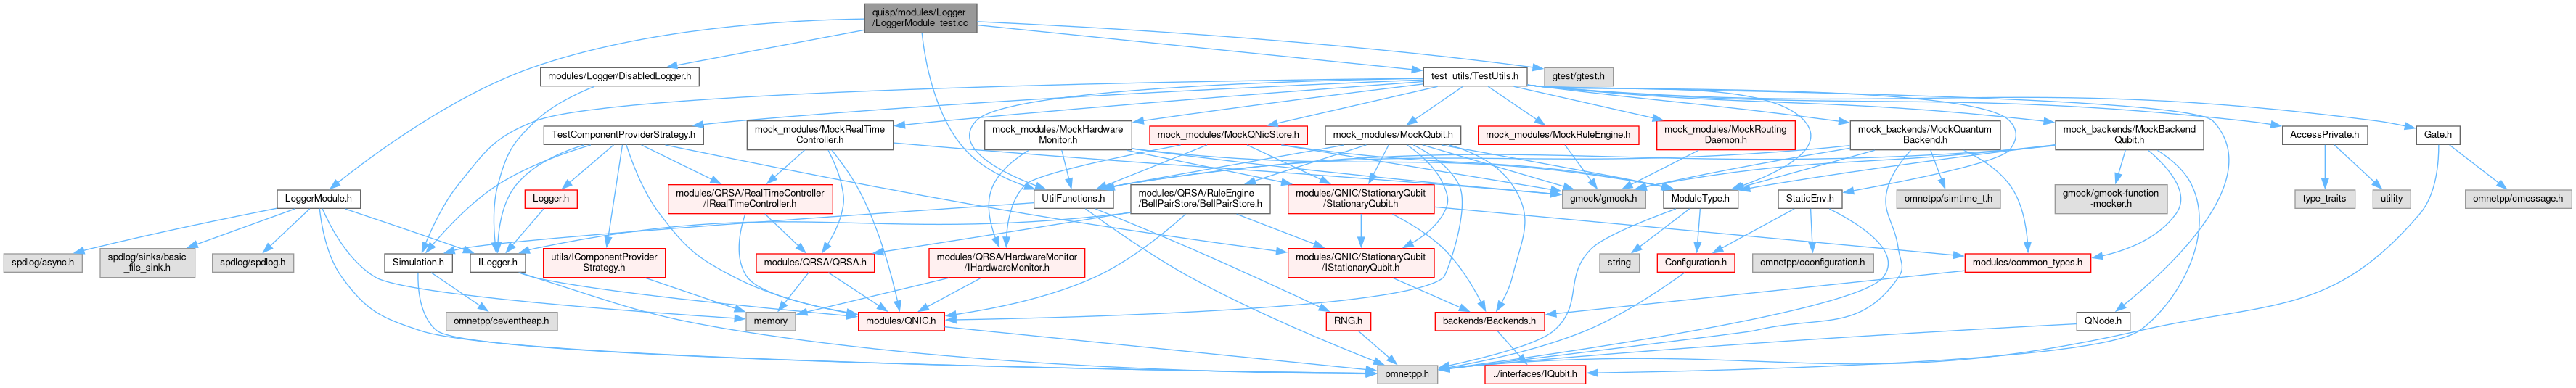 quisp/modules/Logger
/LoggerModule_test.cc
modules/Logger/DisabledLogger.h
test_utils/TestUtils.h
gtest/gtest.h
TestComponentProviderStrategy.h
mock_modules/MockRealTime
Controller.h
mock_modules/MockHardware
Monitor.h
mock_modules/MockQNicStore.h
mock_modules/MockQubit.h
mock_modules/MockRuleEngine.h
mock_modules/MockRouting
Daemon.h
mock_backends/MockQuantum
Backend.h
mock_backends/MockBackend
Qubit.h
AccessPrivate.h
Gate.h
LoggerModule.h
Logger.h
modules/QRSA/RealTimeController
/IRealTimeController.h
UtilFunctions.h
modules/QRSA/RuleEngine
/BellPairStore/BellPairStore.h
modules/QNIC/StationaryQubit
/StationaryQubit.h
gmock/gmock.h
ModuleType.h
StaticEnv.h
omnetpp/simtime_t.h
gmock/gmock-function
-mocker.h
type_traits
utility
omnetpp/cmessage.h
spdlog/async.h
spdlog/sinks/basic
_file_sink.h
spdlog/spdlog.h
Simulation.h
ILogger.h
utils/IComponentProvider
Strategy.h
modules/QRSA/QRSA.h
modules/QRSA/HardwareMonitor
/IHardwareMonitor.h
modules/QNIC/StationaryQubit
/IStationaryQubit.h
string
Configuration.h
omnetpp/cconfiguration.h
modules/common_types.h
omnetpp/ceventheap.h
memory
modules/QNIC.h
RNG.h
backends/Backends.h
QNode.h
omnetpp.h
../interfaces/IQubit.h